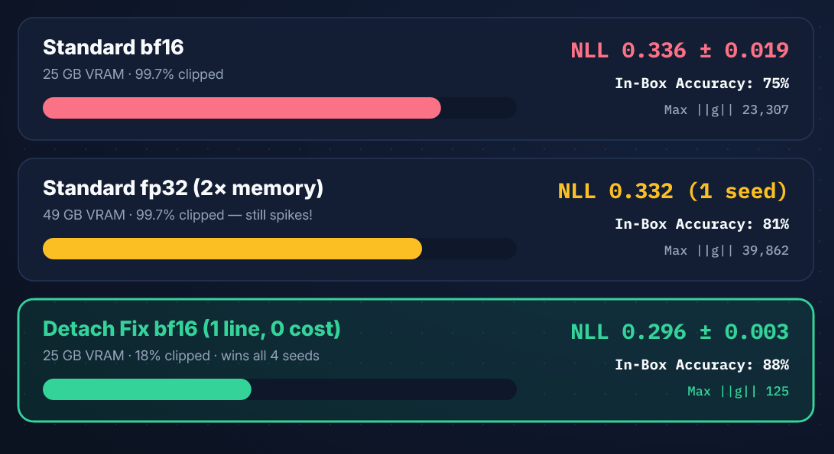 Standard bf16
NLL 0.336 ± 0.019
25 GB VRAM · 99.7% clipped
In-Box Accuracy: 75%
Max ||g|| 23,307
Standard fp32 (2× memory)
NLL 0.332 (1 seed)
49 GB VRAM · 99.7% clipped — still spikes!
In-Box Accuracy: 81%
Max ||g|| 39,862
Detach Fix bf16 (1 line, 0 cost)
NLL 0.296 ± 0.003
25 GB VRAM · 18% clipped · wins all 4 seeds
In-Box Accuracy: 88%
Max ||g|| 125